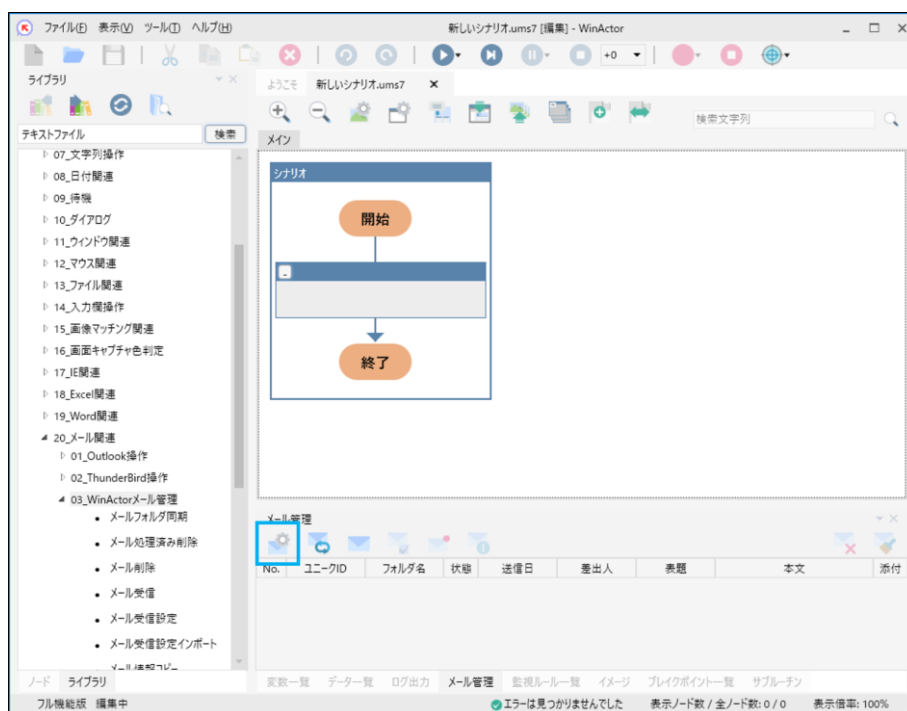 ファイル(F) 表示(V) ツール(T) ヘルプ(H) 新しいシナリオ.ums7 [編集] - WinActor
+0
ライブラリ
テキストファイル 検索
07_文字列操作
08_日付関連
09_待機
10_ダイアログ
11_ウィンドウ関連
12_マウス関連
13_ファイル関連
14_入力欄操作
15_画像マッチング関連
16_画面キャプチャ色判定
17_IE関連
18_Excel関連
19_Word関連
20_メール関連
01_Outlook操作
02_ThunderBird操作
03_WinActorメール管理
メールフォルダ同期
メール処理済み削除
メール削除
メール受信
メール受信設定
メール受信設定インポート
メール情報コピー
ノード ライブラリ
ようこそ 新しいシナリオ.ums7
検索文字列
メイン
シナリオ
開始
終了
メール管理
No. ユニークID フォルダ名 状態 送信日 差出人 表題 本文 添付
変数一覧 データ一覧 ログ出力 メール管理 監視ルール一覧 イメージ ブレイクポイント一覧 サブルーチン
フル機能版 編集中 エラーは見つかりませんでした 表示ノード数 / 全ノード数: 0 / 0 表示倍率: 100%